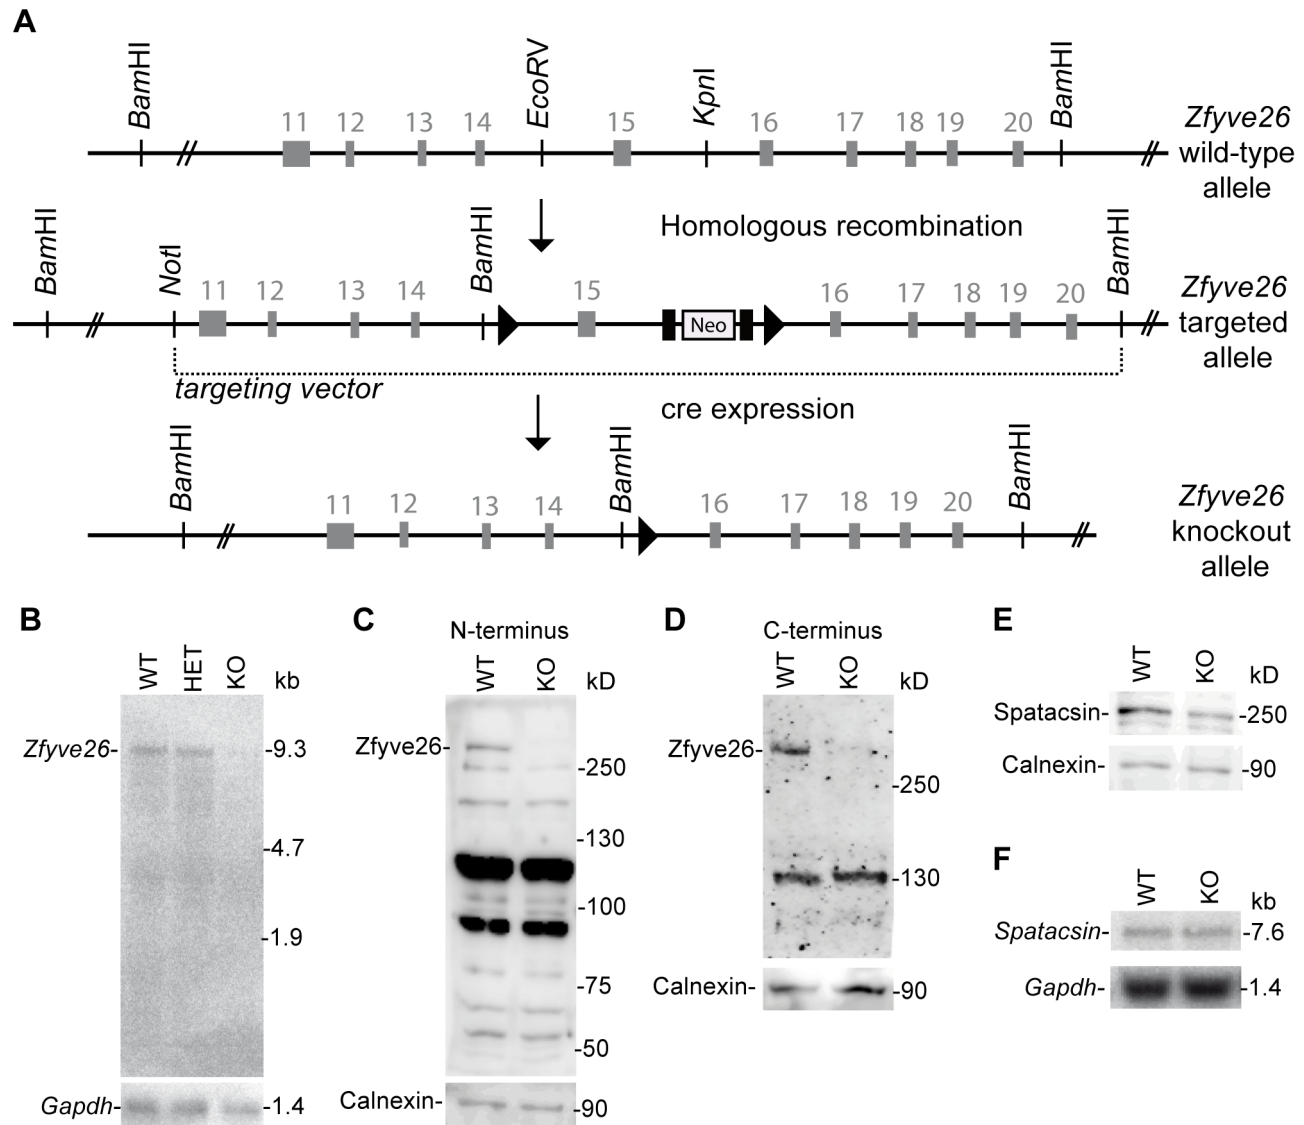 A
BamHI
EcoRV
KpnI
BamHI
11 12 13 14 15 16 17 18 19 20
Zfyve26
wild-type
allele
Homologous recombination
BamHI
NotI
BamHI
BamHI
11 12 13 14 15 16 17 18 19 20
Neo
Zfyve26
targeted
allele
targeting vector
cre expression
BamHI
BamHI
BamHI
11 12 13 14 16 17 18 19 20
Zfyve26
knockout
allele
B
WT HET KO kb
Zfyve26- -9.3
-4.7
-1.9
Gapdh- -1.4
C
N-terminus
WT KO kD
Zfyve26-
-250
-130
-100
-75
-50
Calnexin- -90
D
C-terminus
WT KO kD
Zfyve26-
-250
-130
Calnexin- -90
E
WT KO kD
Spatacsin- -250
Calnexin- -90
F
WT KO kb
Spatacsin- -7.6
Gapdh- -1.4